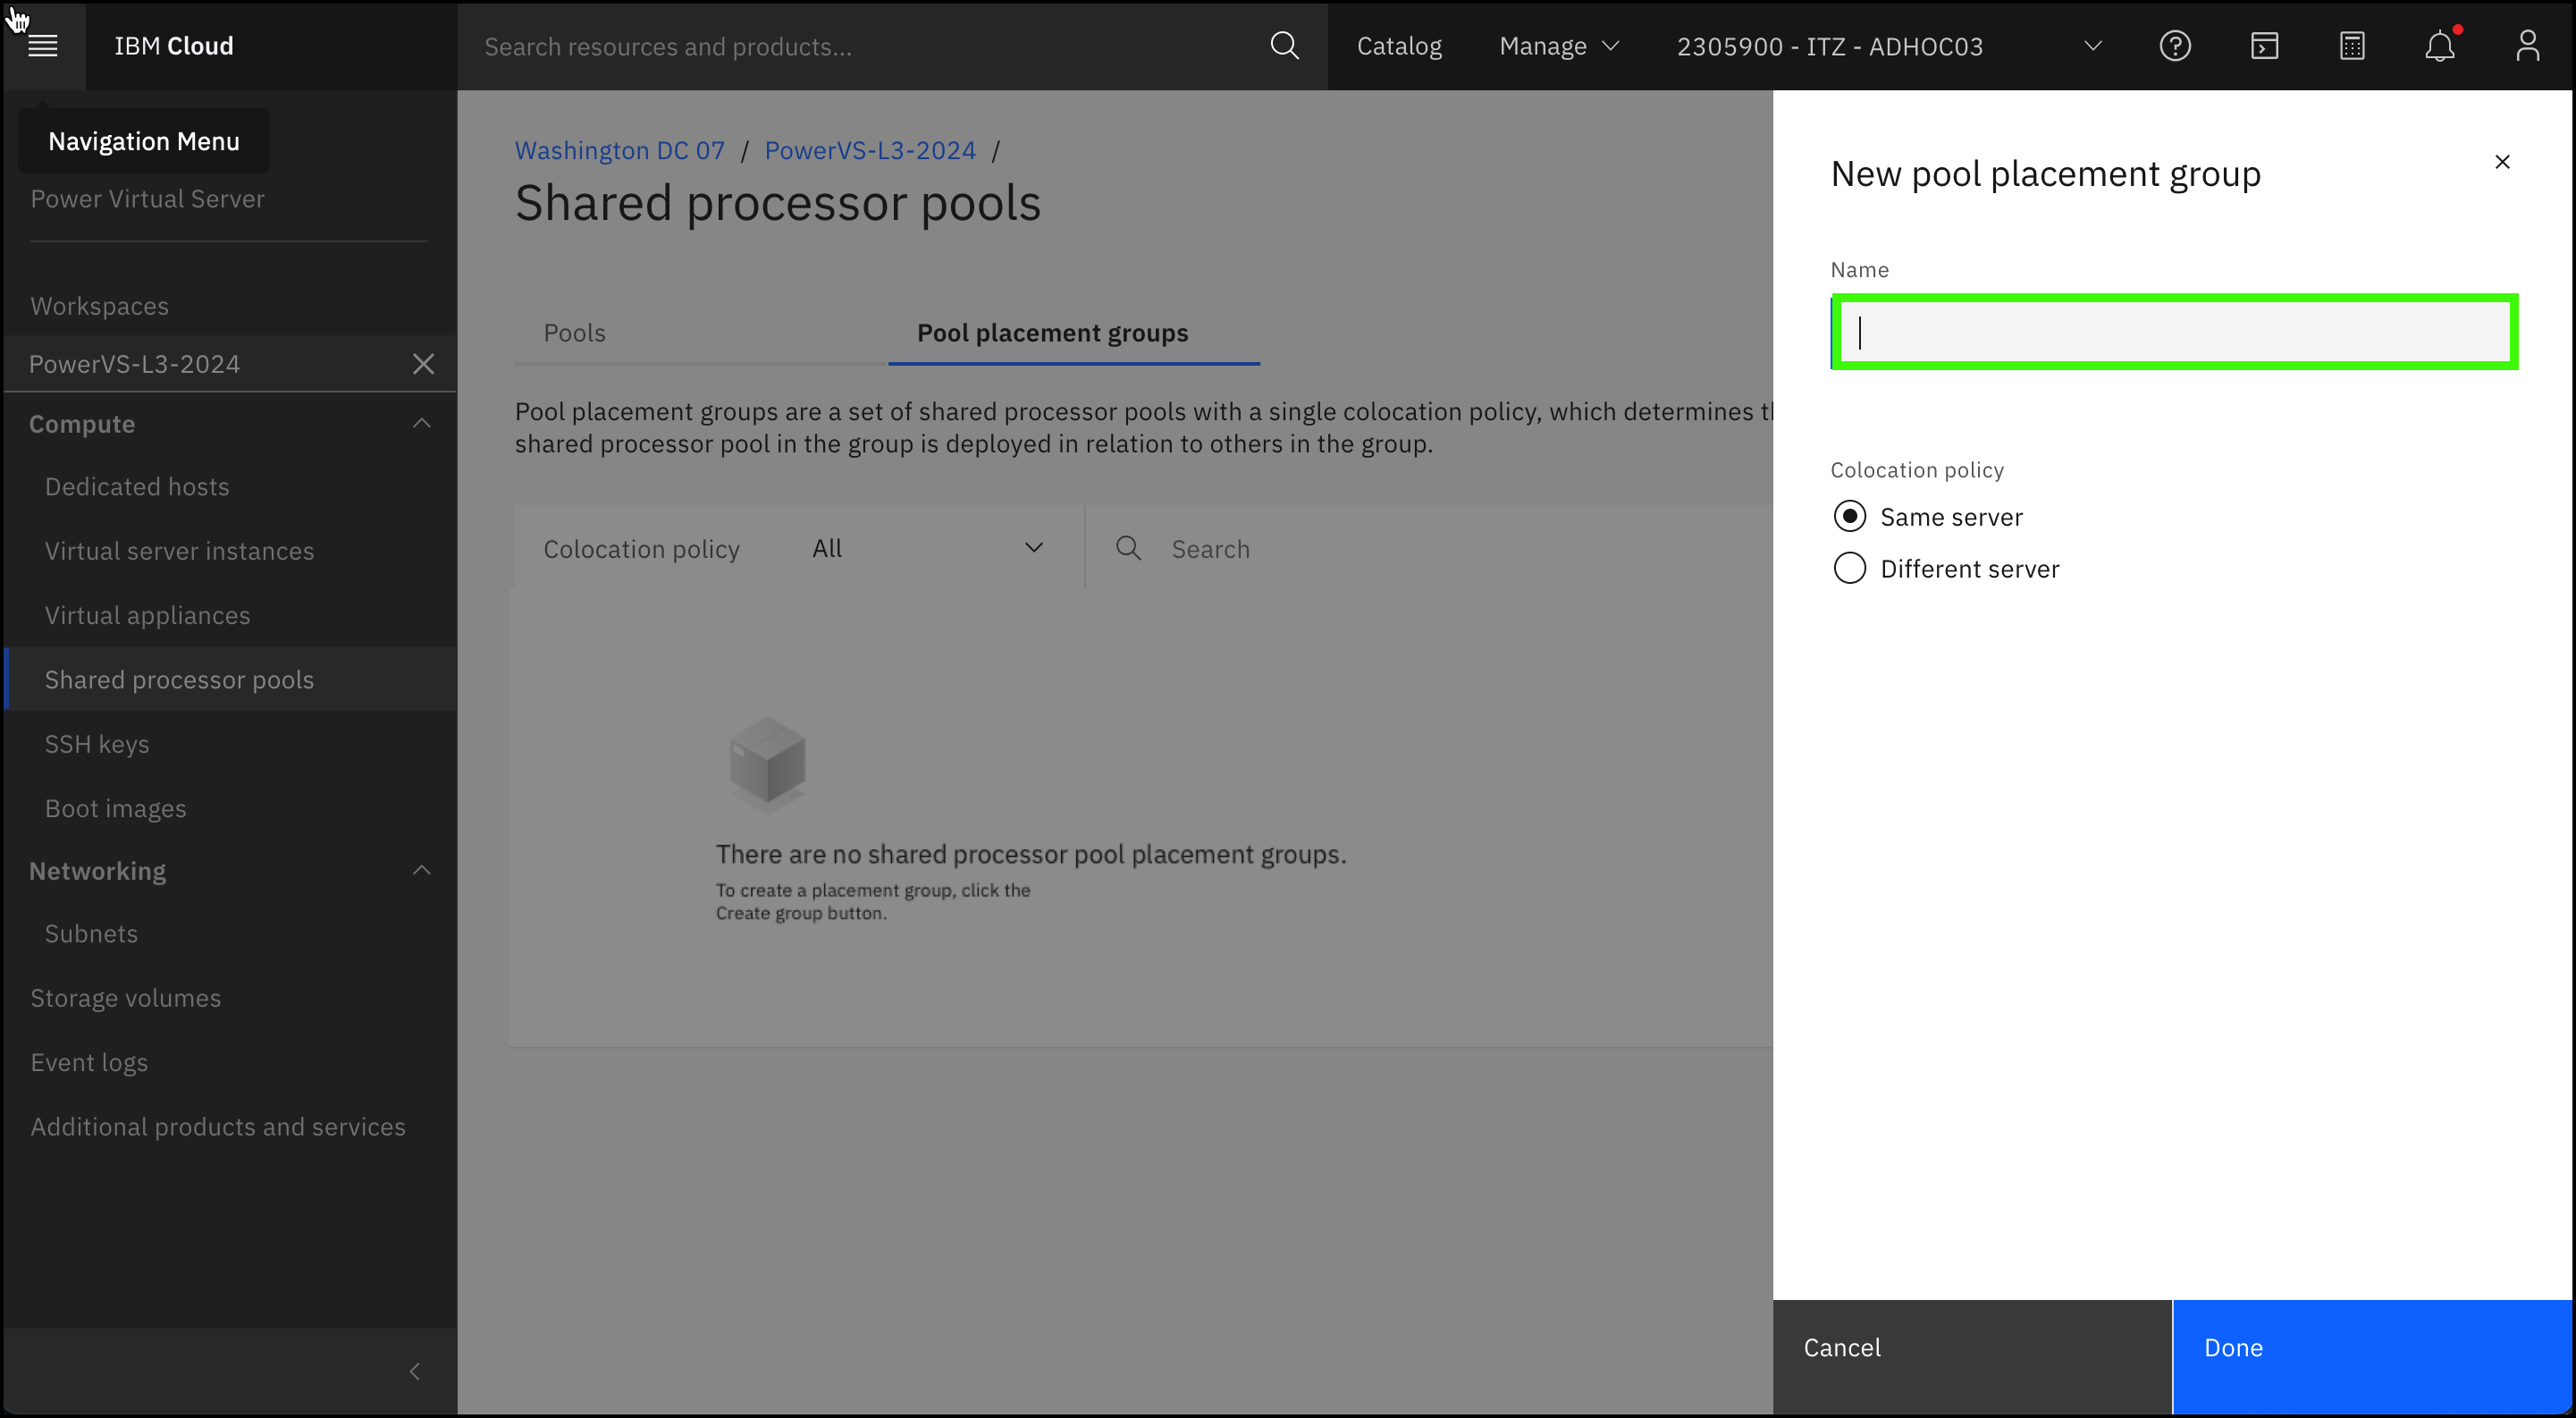 IBM Cloud
Search resources and products...
Catalog
Manage
2305900 - ITZ - ADHOC03
Navigation Menu
Power Virtual Server
Workspaces
PowerVS-L3-2024
Compute
Dedicated hosts
Virtual server instances
Virtual appliances
Shared processor pools
SSH keys
Boot images
Networking
Subnets
Storage volumes
Event logs
Additional products and services
Washington DC 07 / PowerVS-L3-2024 /
Shared processor pools
Pools
Pool placement groups
Pool placement groups are a set of shared processor pools with a single colocation policy, which determines
shared processor pool in the group is deployed in relation to others in the group.
Colocation policy
All
Search
There are no shared processor pool placement groups.
To create a placement group, click the
Create group button.
New pool placement group
Name
Colocation policy
Same server
Different server
Cancel
Done